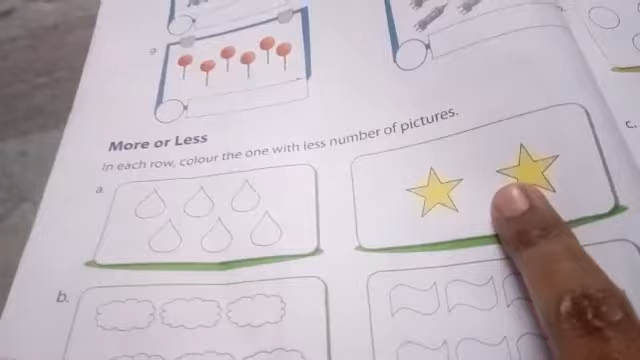 9.
More or Less
In each row, colour the one with less number of pictures.
a.
b.
c.